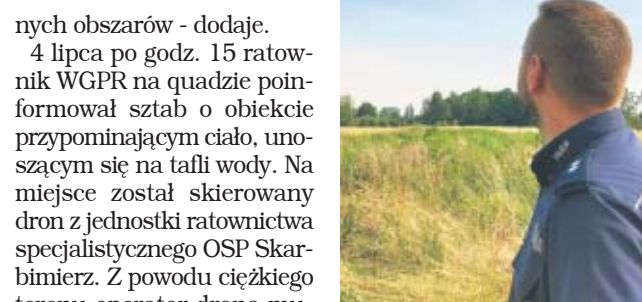 nych obszarów - dodaje.
4 lipca po godz. 15 ratow-
nik WGPR na quadzie poin-
formował sztab o obiekcie
przypominającym ciało, uno-
szącym się na tafli wody. Na
miejsce został skierowany
dron z jednostki ratownictwa
specjalistycznego OSP Skar-
bimierz. Z powodu ciężkiego